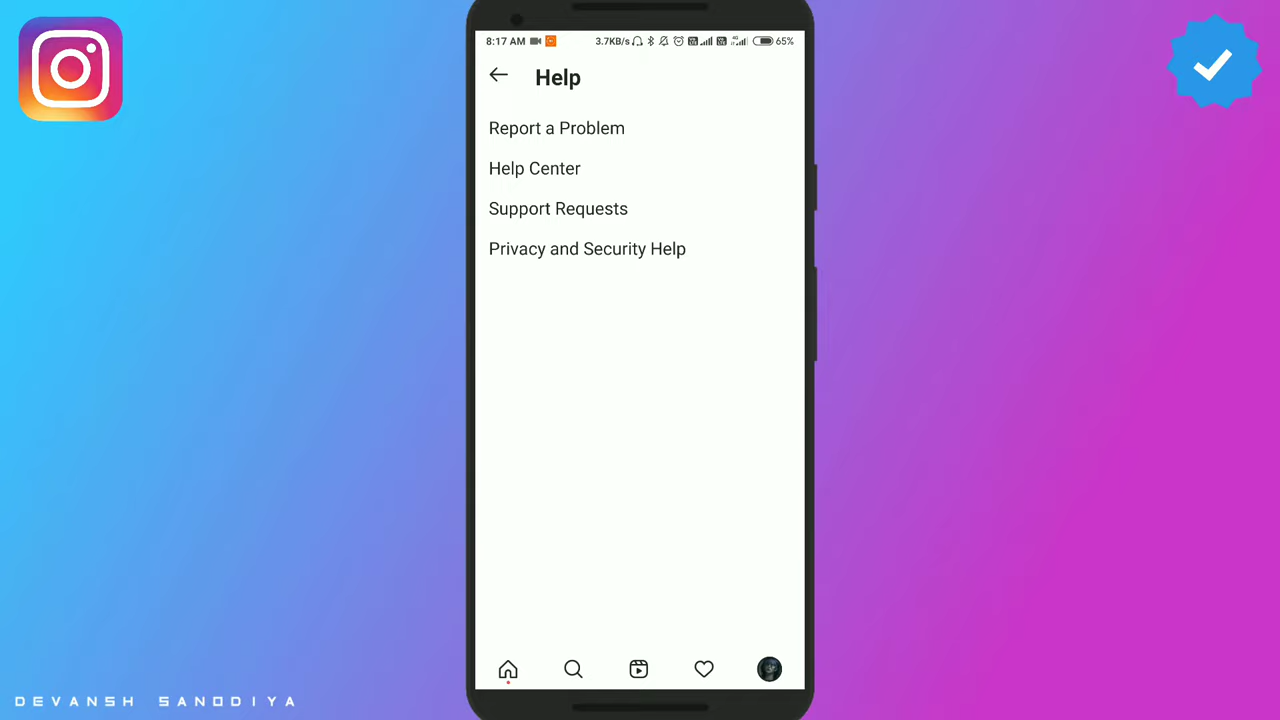 8:17 AM 3.7KB/s 65%
Help
Report a Problem
Help Center
Support Requests
Privacy and Security Help
DEVANSH SANODIYA